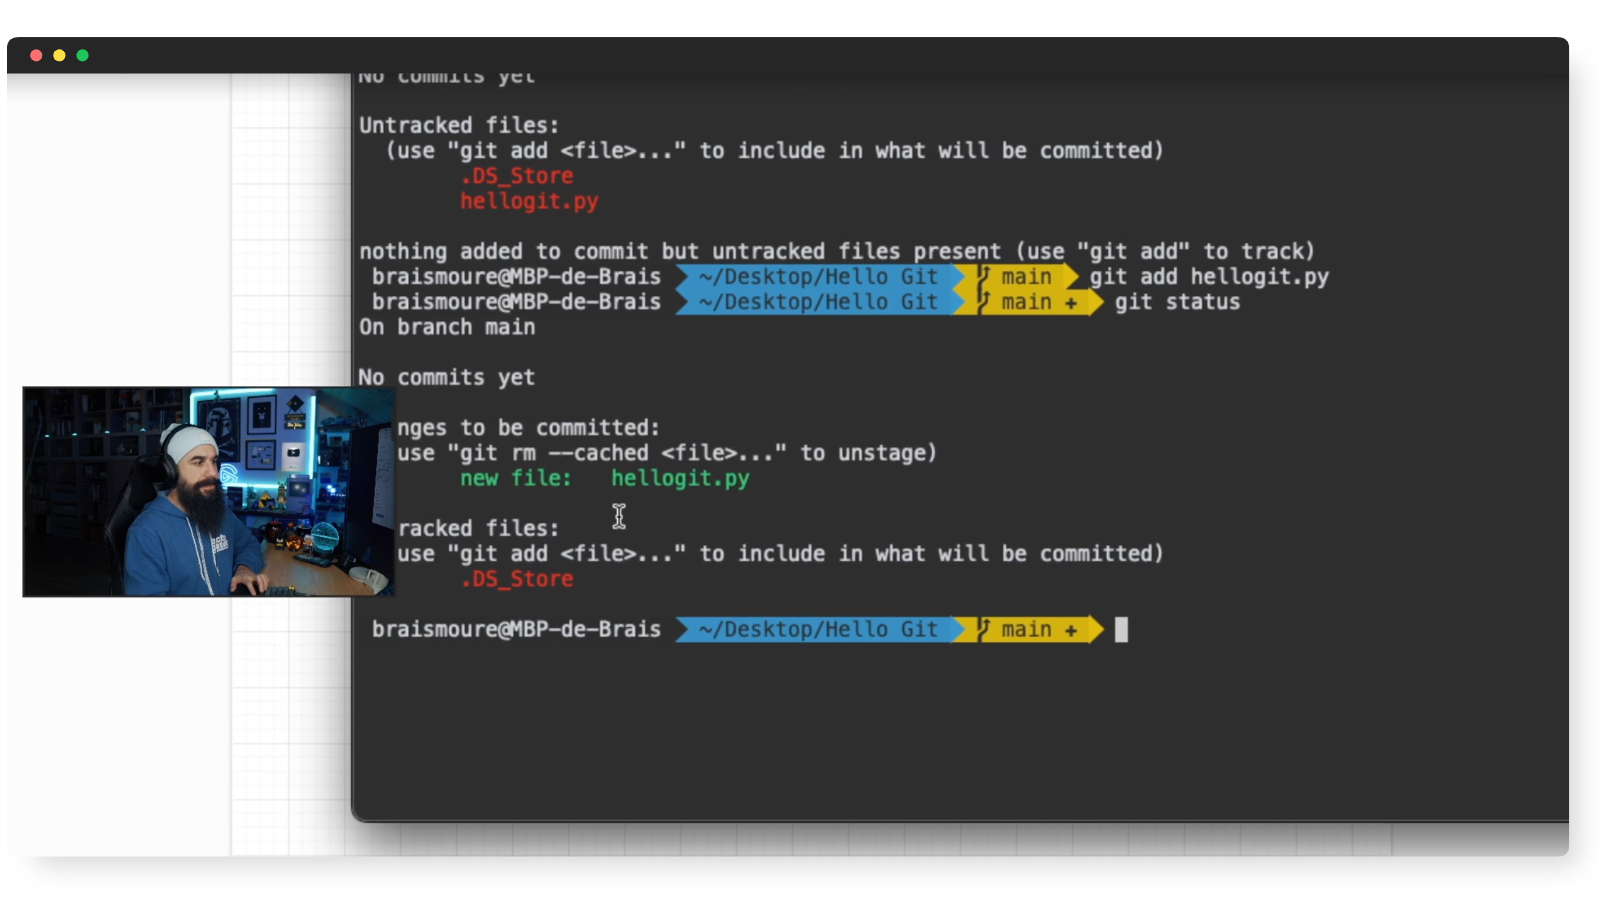 No commits yet
Untracked files:
(use "git add <file>..." to include in what will be committed)
.DS_Store
hellogit.py
nothing added to commit but untracked files present (use "git add" to track)
braismoure@MBP-de-Brais ~/Desktop/Hello Git main git add hellogit.py
braismoure@MBP-de-Brais ~/Desktop/Hello Git main + git status
On branch main
No commits yet
nges to be committed:
use "git rm --cached <file>..." to unstage)
new file: hellogit.py
racked files:
use "git add <file>..." to include in what will be committed)
.DS_Store
braismoure@MBP-de-Brais ~/Desktop/Hello Git main +